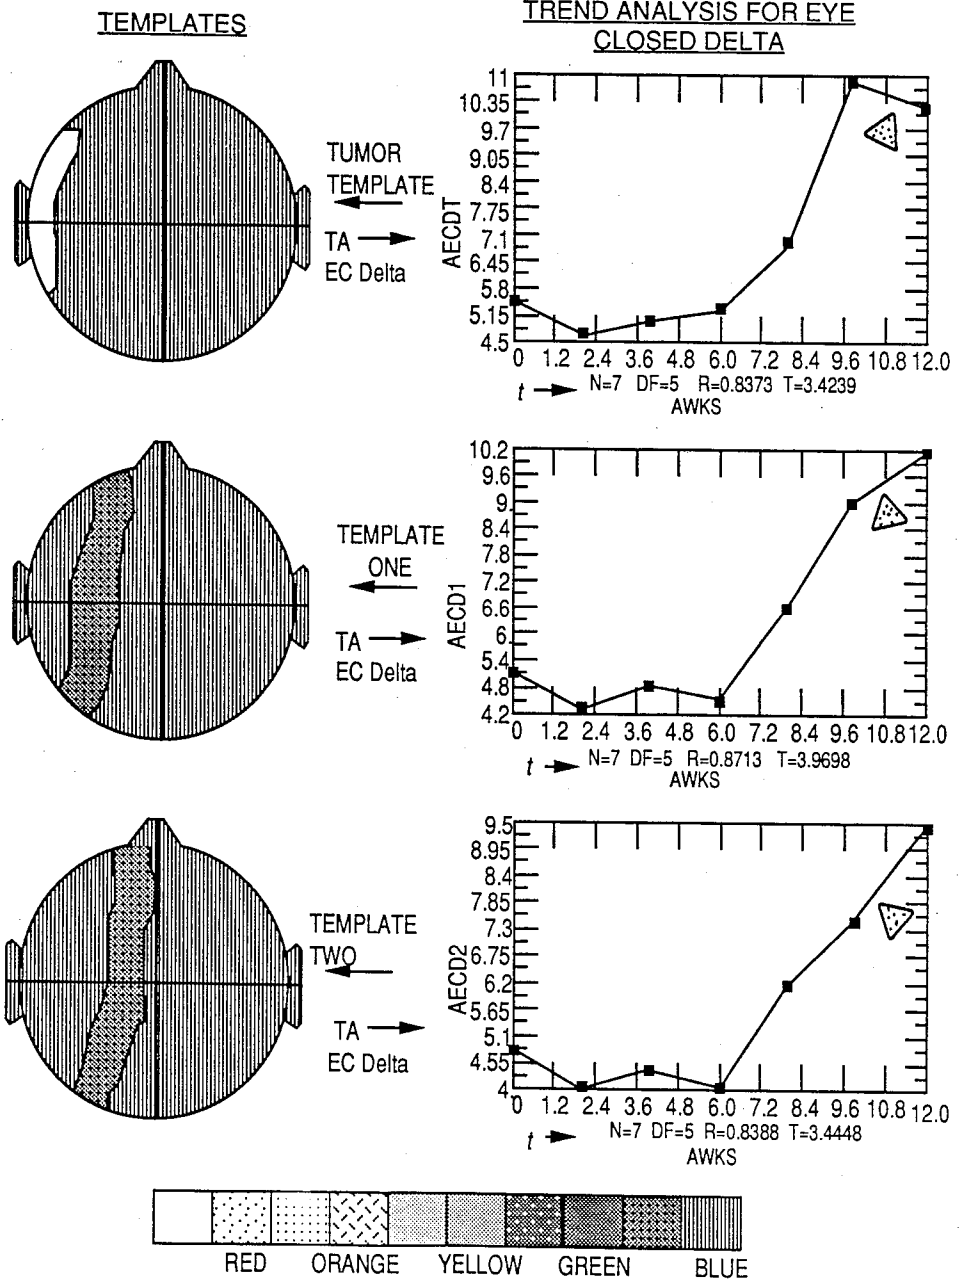 TEMPLATES
TREND ANALYSIS FOR EYE
CLOSED DELTA
TUMOR
TEMPLATE
TA
EC Delta
AECDT
11
10.35
9.7
9.05
8.4
7.75
7.1
6.45
5.8
5.15
4.5
0 1.2 2.4 3.6 4.8 6.0 7.2 8.4 9.6 10.8 12.0
t N=7 DF=5 R=0.8373 T=3.4239
AWKS
TEMPLATE
ONE
TA
EC Delta
AECD1
10.2
9.6
9
8.4
7.8
7.2
6.6
6
5.4
4.8
4.2
0 1.2 2.4 3.6 4.8 6.0 7.2 8.4 9.6 10.8 12.0
t N=7 DF=5 R=0.8713 T=3.9698
AWKS
TEMPLATE
TWO
TA
EC Delta
AECD2
9.5
8.95
8.4
7.85
7.3
6.75
6.2
5.65
5.1
4.55
4
0 1.2 2.4 3.6 4.8 6.0 7.2 8.4 9.6 10.8 12.0
t N=7 DF=5 R=0.8388 T=3.4448
AWKS
RED ORANGE YELLOW GREEN BLUE